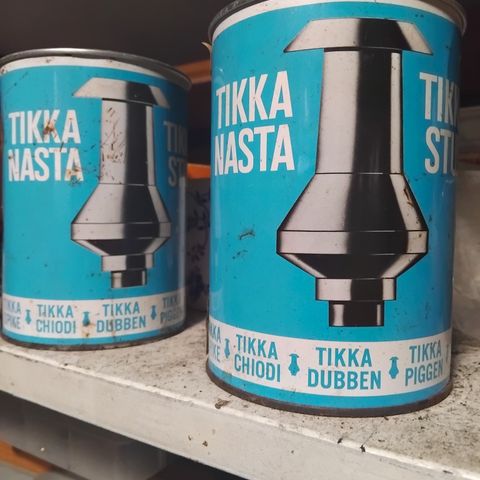 TIKKA
NASTA
TIKKA
CHIODI
TIKKA
DUBBEN
TIKKA
PIGGEN
TIKKA
NASTA
TIKKA
CHIODI
TIKKA
DUBBEN
TIKKA
PIGGEN